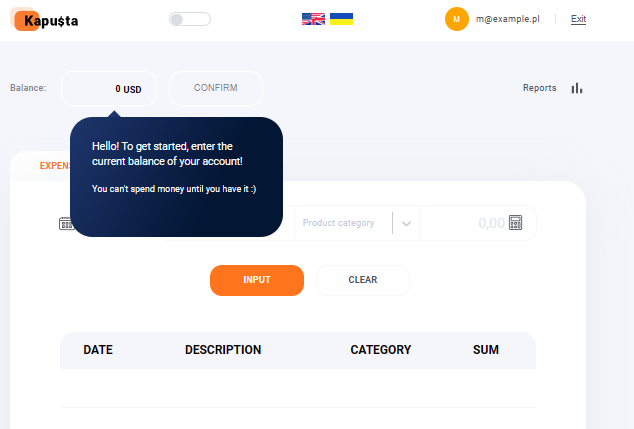 Kapu$ta
M
m@example.pl
Exit
Balance:
0 USD
CONFIRM
Reports
Hello! To get started, enter the
current balance of your account!
You can't spend money until you have it :)
EXPENS
Product category
0,00
INPUT
CLEAR
DATE DESCRIPTION CATEGORY SUM